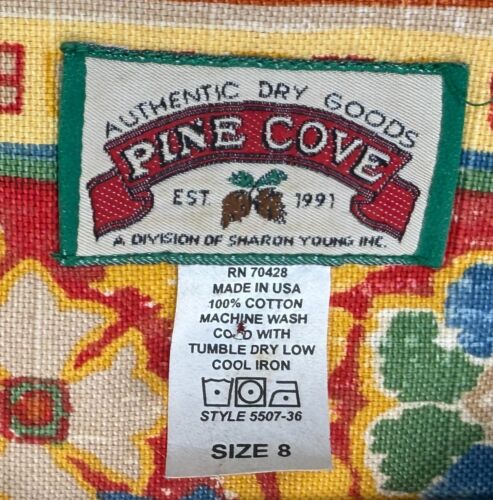 AUTHENTIC DRY GOODS
PINE COVE
EST. 1991
A DIVISION OF SHARON YOUNG INC.
RN 70428
MADE IN USA
100% COTTON
MACHINE WASH
COLD WITH
TUMBLE DRY LOW
COOL IRON
STYLE 5507-36
SIZE 8